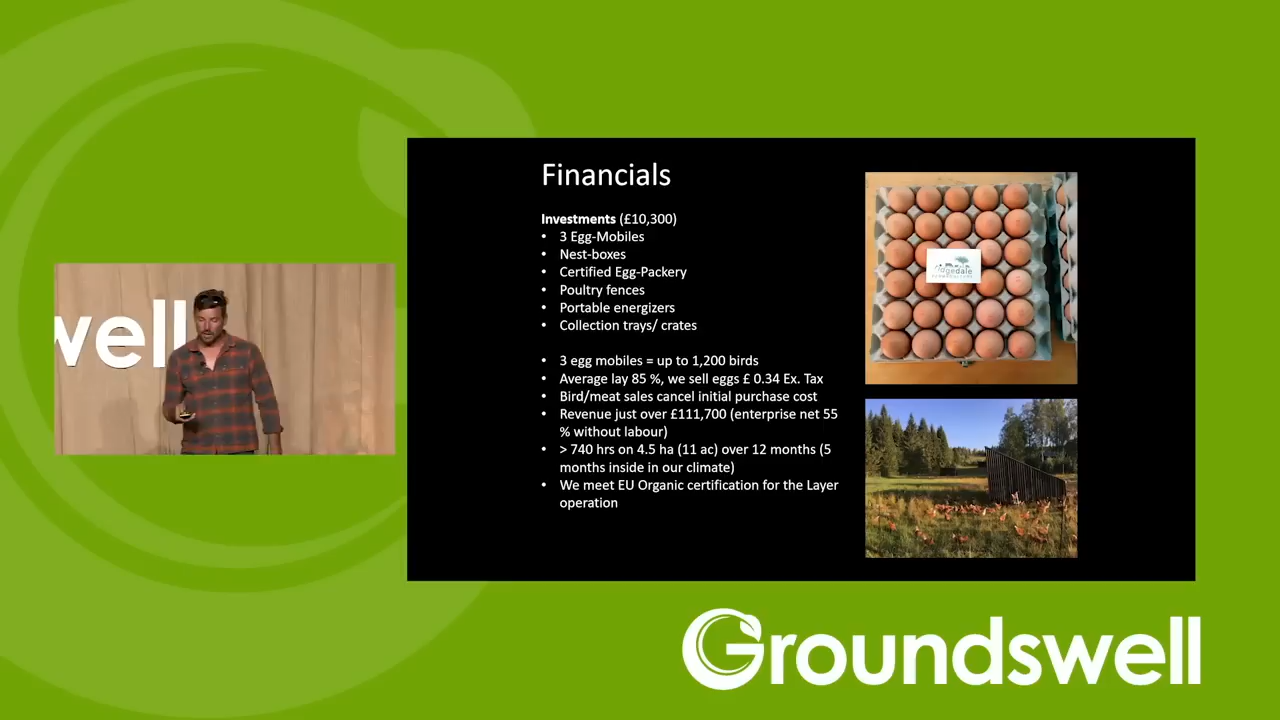 Financials
Investments (£10,300)
• 3 Egg-Mobiles
• Nest-boxes
• Certified Egg-Packery
• Poultry fences
• Portable energizers
• Collection trays/ crates
• 3 egg mobiles = up to 1,200 birds
• Average lay 85 %, we sell eggs £ 0.34 Ex. Tax
• Bird/meat sales cancel initial purchase cost
• Revenue just over £111,700 (enterprise net 55
% without labour)
• > 740 hrs on 4.5 ha (11 ac) over 12 months (5
months inside in our climate)
• We meet EU Organic certification for the Layer
operation
well
Groundswell